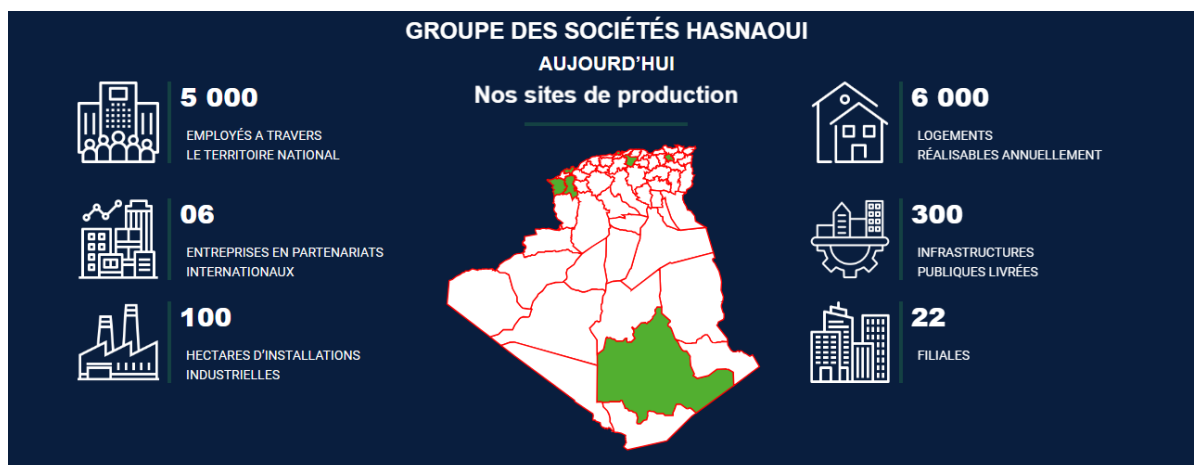 GROUPE DES SOCIÉTÉS HASNAOUI
AUJOURD'HUI
Nos sites de production
5 000
EMPLOYÉS A TRAVERS
LE TERRITOIRE NATIONAL
06
ENTREPRISES EN PARTENARIATS
INTERNATIONAUX
100
HECTARES D'INSTALLATIONS
INDUSTRIELLES
6 000
LOGEMENTS
RÉALISABLES ANNUELLEMENT
300
INFRASTRUCTURES
PUBLIQUES LIVRÉES
22
FILIALES